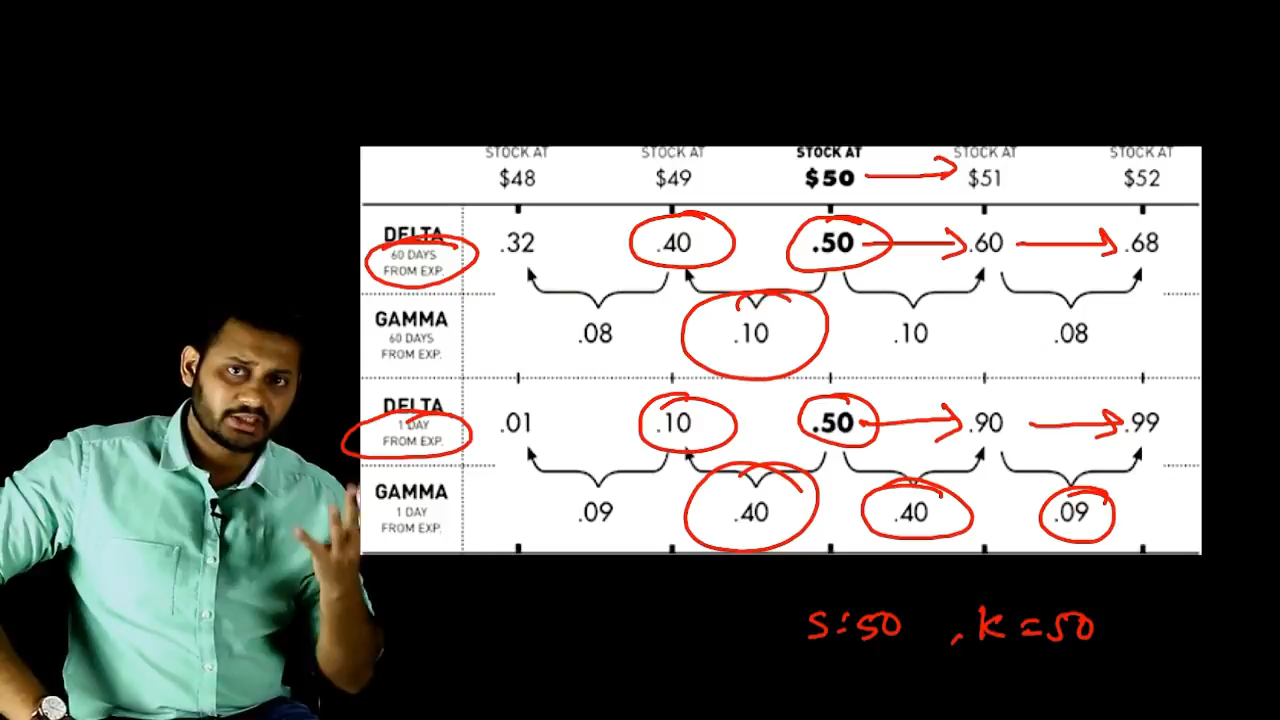 STOCK AT STOCK AT STOCK AT STOCK AT STOCK AT
$48 $49 $50 $51 $52
DELTA
60 DAYS
FROM EXP.
.32 .40 .50 .60 .68
GAMMA
60 DAYS
FROM EXP.
.08 .10 .10 .08
DELTA
1 DAY
FROM EXP.
.01 .10 .50 .90 .99
GAMMA
1 DAY
FROM EXP.
.09 .40 .40 .09
S:50 , K=50